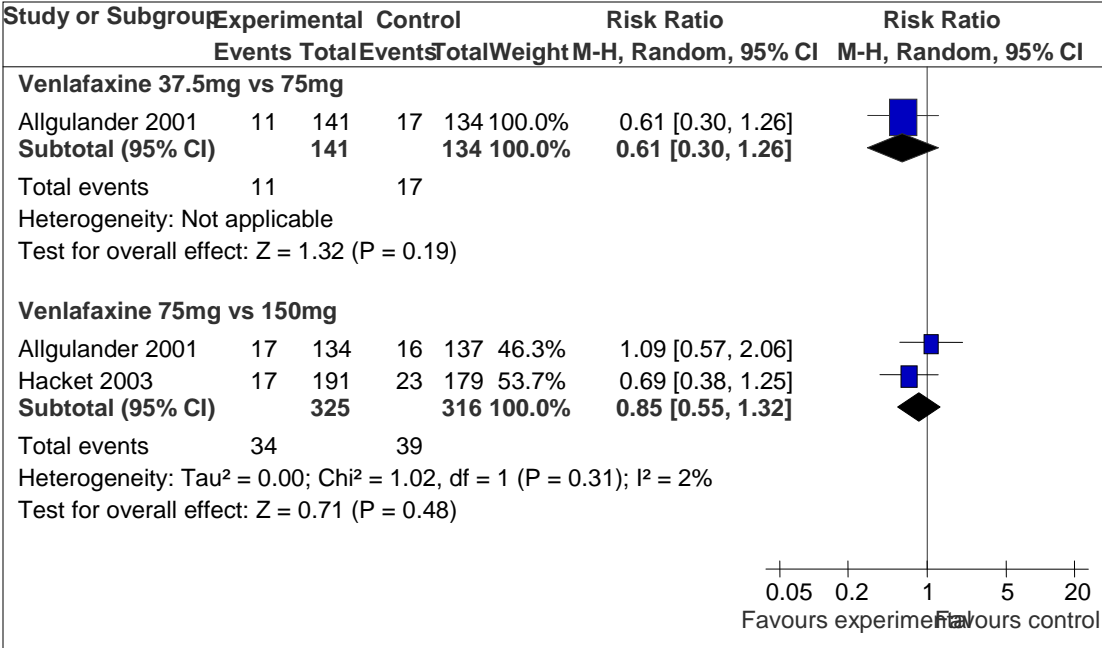 Study or Subgroup Experimental Control Risk Ratio Risk Ratio
Events Total Events Total Weight M-H, Random, 95% CI M-H, Random, 95% CI
Venlafaxine 37.5mg vs 75mg
Allgulander 2001 11 141 17 134 100.0% 0.61 [0.30, 1.26]
Subtotal (95% CI) 141 134 100.0% 0.61 [0.30, 1.26]
Total events 11 17
Heterogeneity: Not applicable
Test for overall effect: Z = 1.32 (P = 0.19)
Venlafaxine 75mg vs 150mg
Allgulander 2001 17 134 16 137 46.3% 1.09 [0.57, 2.06]
Hacket 2003 17 191 23 179 53.7% 0.69 [0.38, 1.25]
Subtotal (95% CI) 325 316 100.0% 0.85 [0.55, 1.32]
Total events 34 39
Heterogeneity: Tau² = 0.00; Chi² = 1.02, df = 1 (P = 0.31); I² = 2%
Test for overall effect: Z = 0.71 (P = 0.48)
0.05 0.2 1 5 20
Favours experimental Favours control